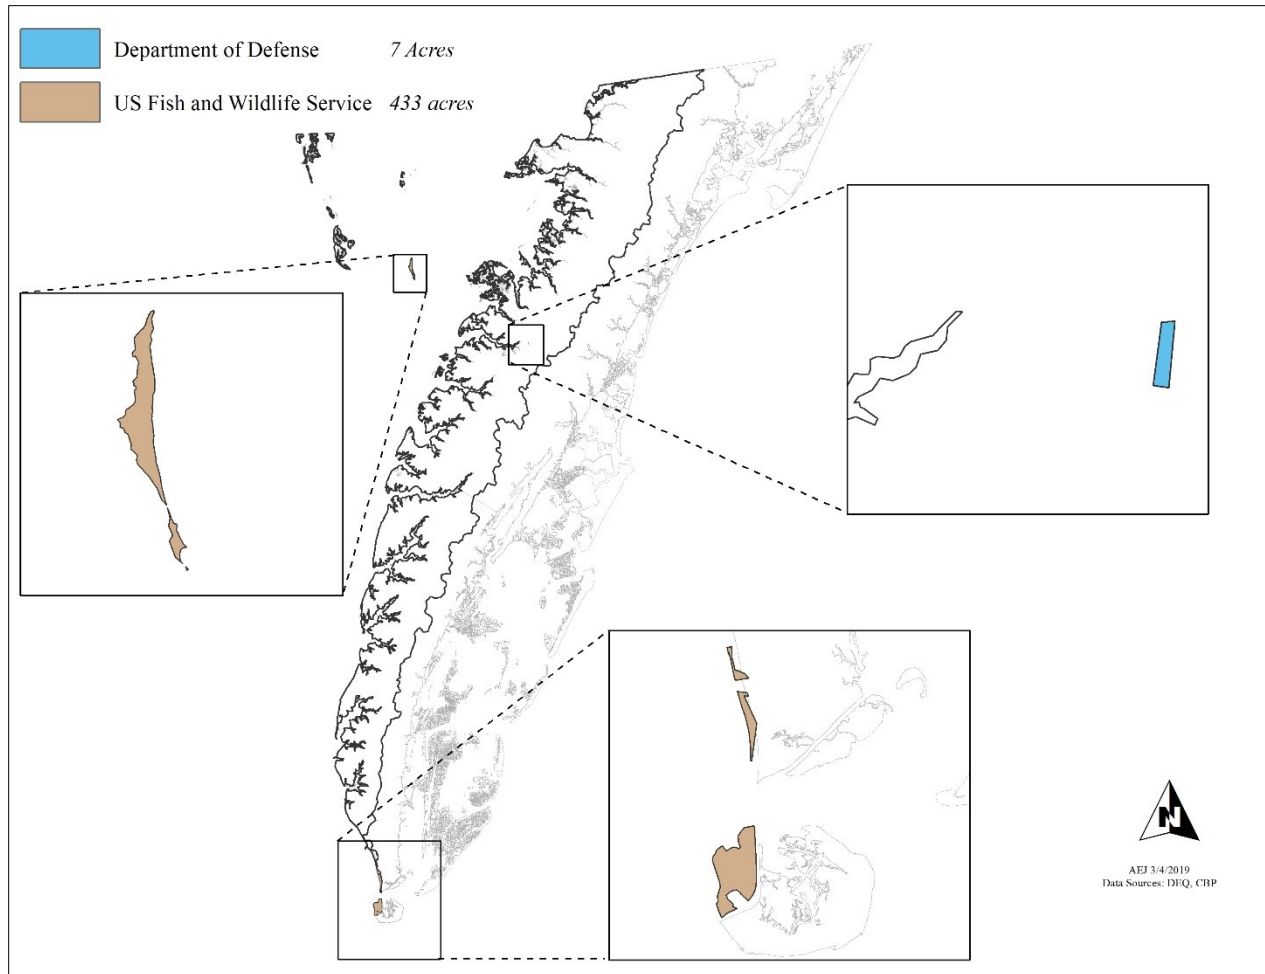 Department of Defense 7 Acres
US Fish and Wildlife Service 433 acres
N
AEJ 3/4/2019
Data Sources: DEQ, CBP